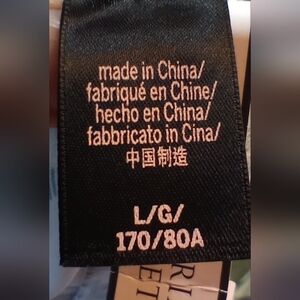 made in China/
fabriqué en Chine/
hecho en China/
fabbricato in Cina/
中国制造
L/G/
170/80A